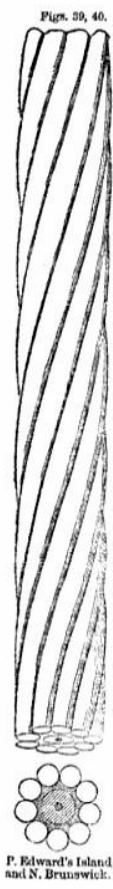 Figs. 39, 40.
P. Edward's Island
and N. Brunswick.